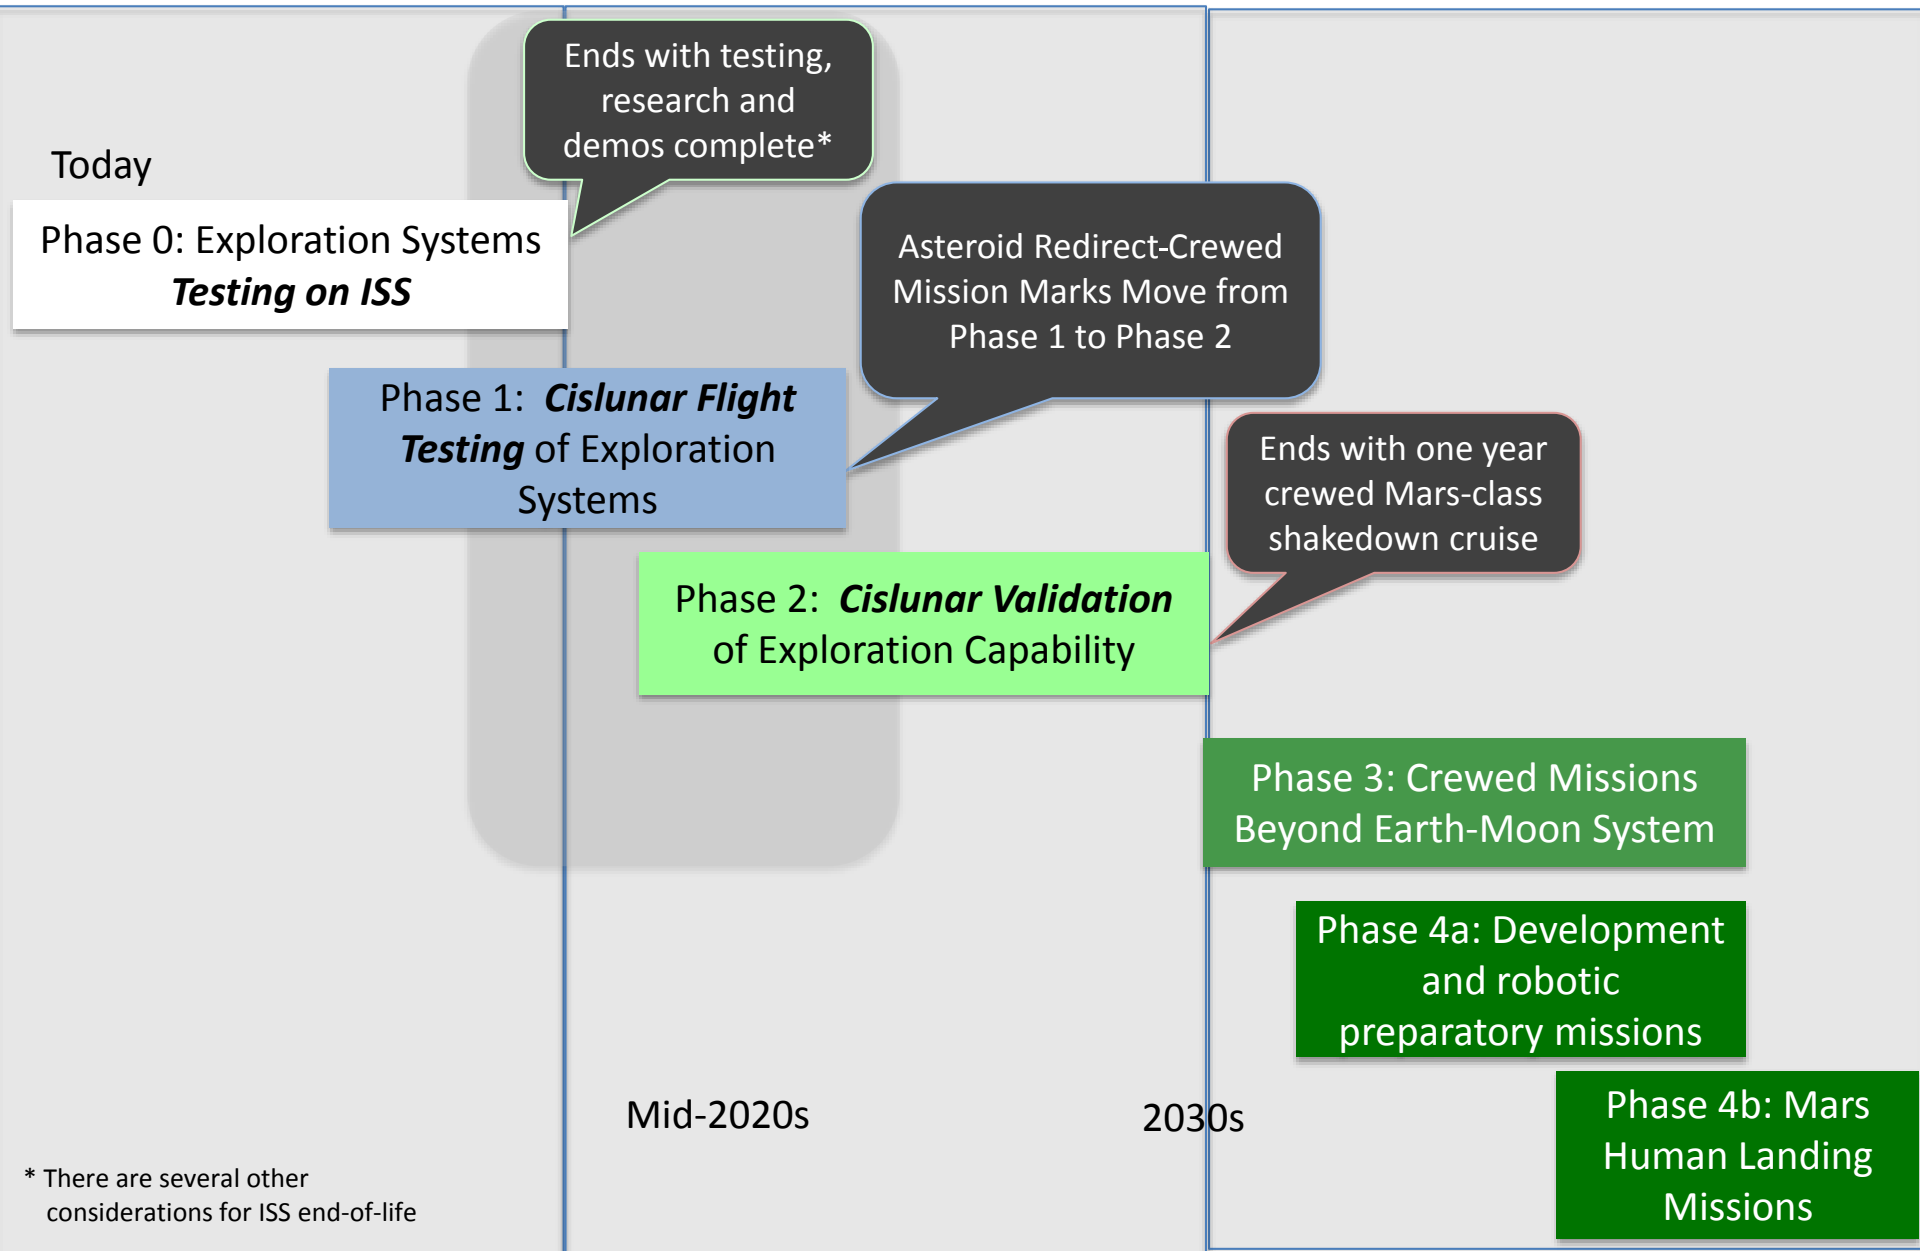 Ends with testing,
research and
demos complete*
Today
Phase 0: Exploration Systems
Testing on ISS
Asteroid Redirect-Crewed
Mission Marks Move from
Phase 1 to Phase 2
Phase 1: Cislunar Flight
Testing of Exploration
Systems
Ends with one year
crewed Mars-class
shakedown cruise
Phase 2: Cislunar Validation
of Exploration Capability
Phase 3: Crewed Missions
Beyond Earth-Moon System
Phase 4a: Development
and robotic
preparatory missions
Mid-2020s
2030s
Phase 4b: Mars
Human Landing
Missions
* There are several other
considerations for ISS end-of-life